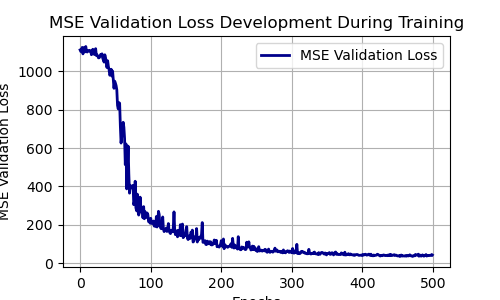 MSE Validation Loss Development During Training
MSE Validation Loss
MSE Validation Loss
1000
800
600
400
200
0
0 100 200 300 400 500
Epochs